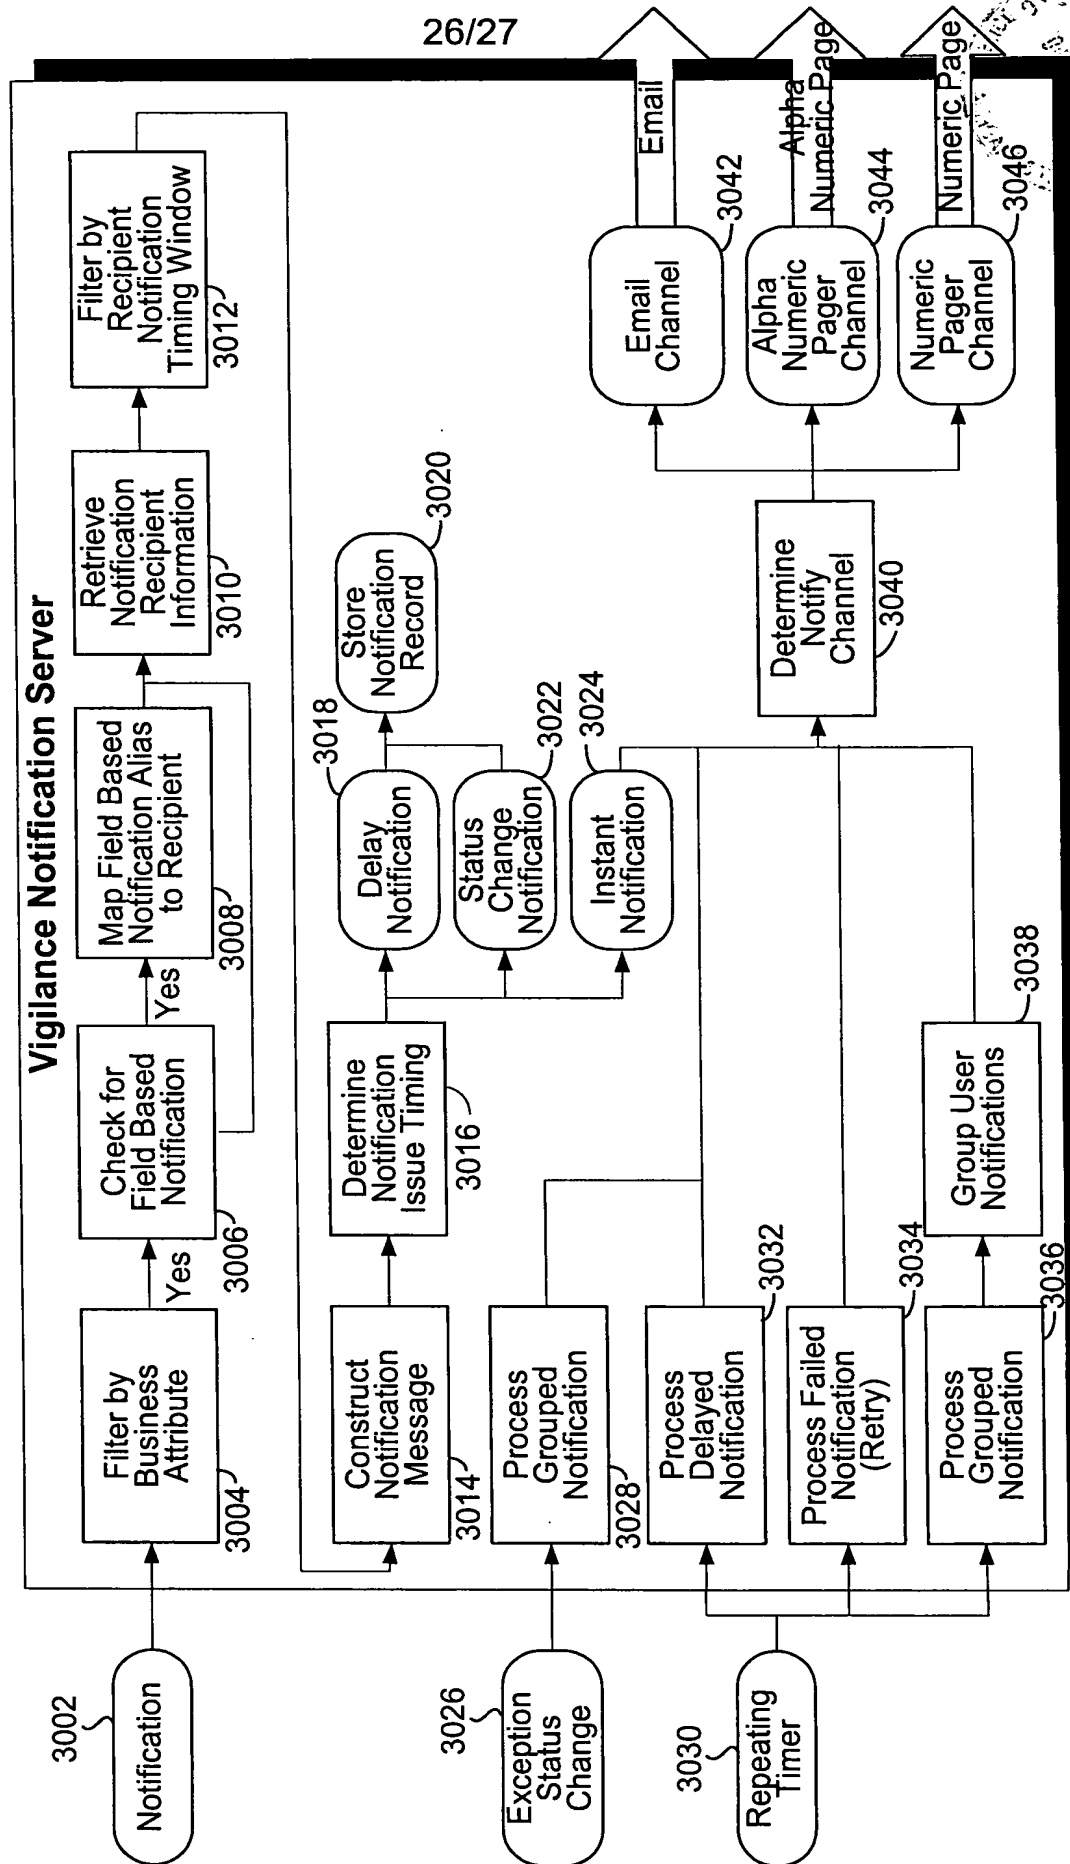 26/27
Vigilance Notification Server
3002
Notification
Filter by
Business
Attribute
3004
Yes
Check for
Field Based
Notification
3006
Yes
Map Field Based
Notification Alias
to Recipient
3008
Retrieve
Notification
Recipient
Information
3010
Filter by
Recipient
Notification
Timing Window
3012
Construct
Notification
Message
3014
Determine
Notification
Issue Timing
3016
3018
Delay
Notification
Store
Notification
Record
3020
Status
Change
Notification
3022
Instant
Notification
3024
3026
Exception
Status
Change
Process
Grouped
Notification
3028
3030
Repeating
Timer
Process
Delayed
Notification
3032
Process Failed
Notification
(Retry)
3034
Process
Grouped
Notification
3036
Group User
Notifications
3038
Determine
Notify
Channel
3040
Email
Channel
3042
Email
Alpha
Numeric
Pager
Channel
3044
Alpha
Numeric Page
Numeric
Pager
Channel
3046
Numeric Page